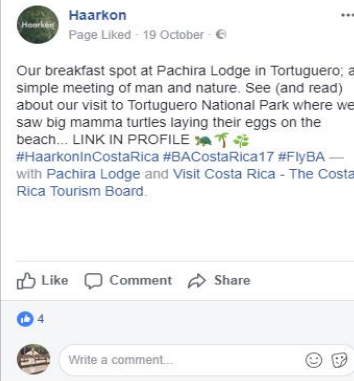 Haarkon
Haarkon
Page Liked · 19 October ·
Our breakfast spot at Pachira Lodge in Tortuguero; a
simple meeting of man and nature. See (and read)
about our visit to Tortuguero National Park where we
saw big mamma turtles laying their eggs on the
beach... LINK IN PROFILE 🐢🌴🌿
#HaarkonInCostaRica #BACostaRica17 #FlyBA —
with Pachira Lodge and Visit Costa Rica - The Costa
Rica Tourism Board.
Like Comment Share
4
Write a comment...